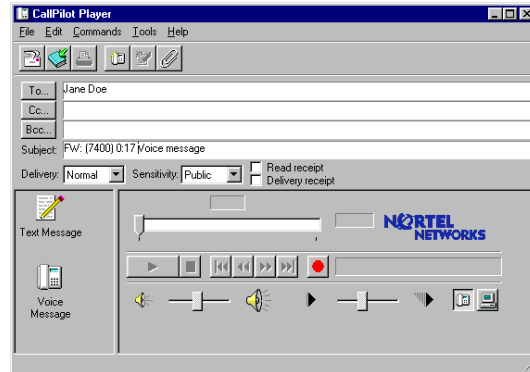 CallPilot Player
File Edit Commands Tools Help
To... Jane Doe
Cc...
Bcc...
Subject: FW: (7400) 0:17 Voice message
Delivery: Normal Sensitivity: Public Read receipt
Delivery receipt
Text Message
NORTEL
NETWORKS
Voice
Message